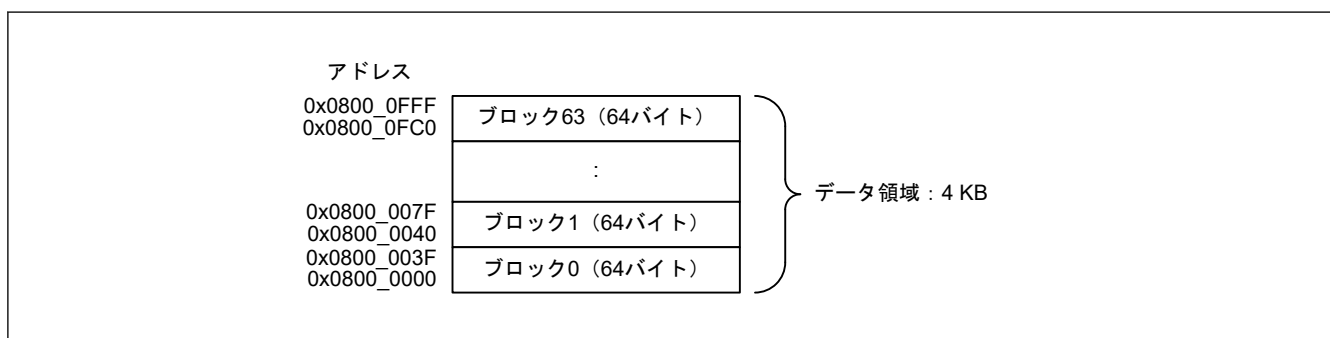 アドレス
0x0800_0FFF
0x0800_0FC0
ブロック63（64バイト）
:
データ領域：4 KB
0x0800_007F
0x0800_0040
ブロック1（64バイト）
0x0800_003F
0x0800_0000
ブロック0（64バイト）